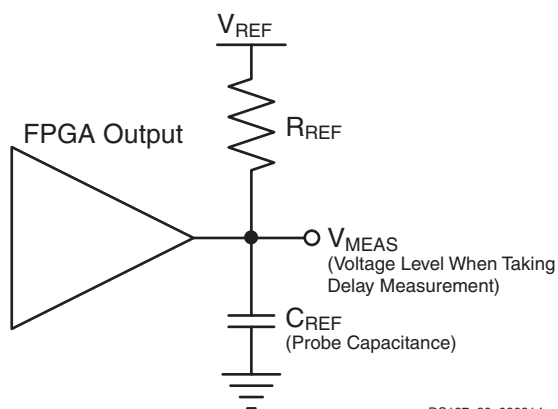 VREF
RREF
FPGA Output
VMEAS
(Voltage Level When Taking
Delay Measurement)
CREF
(Probe Capacitance)